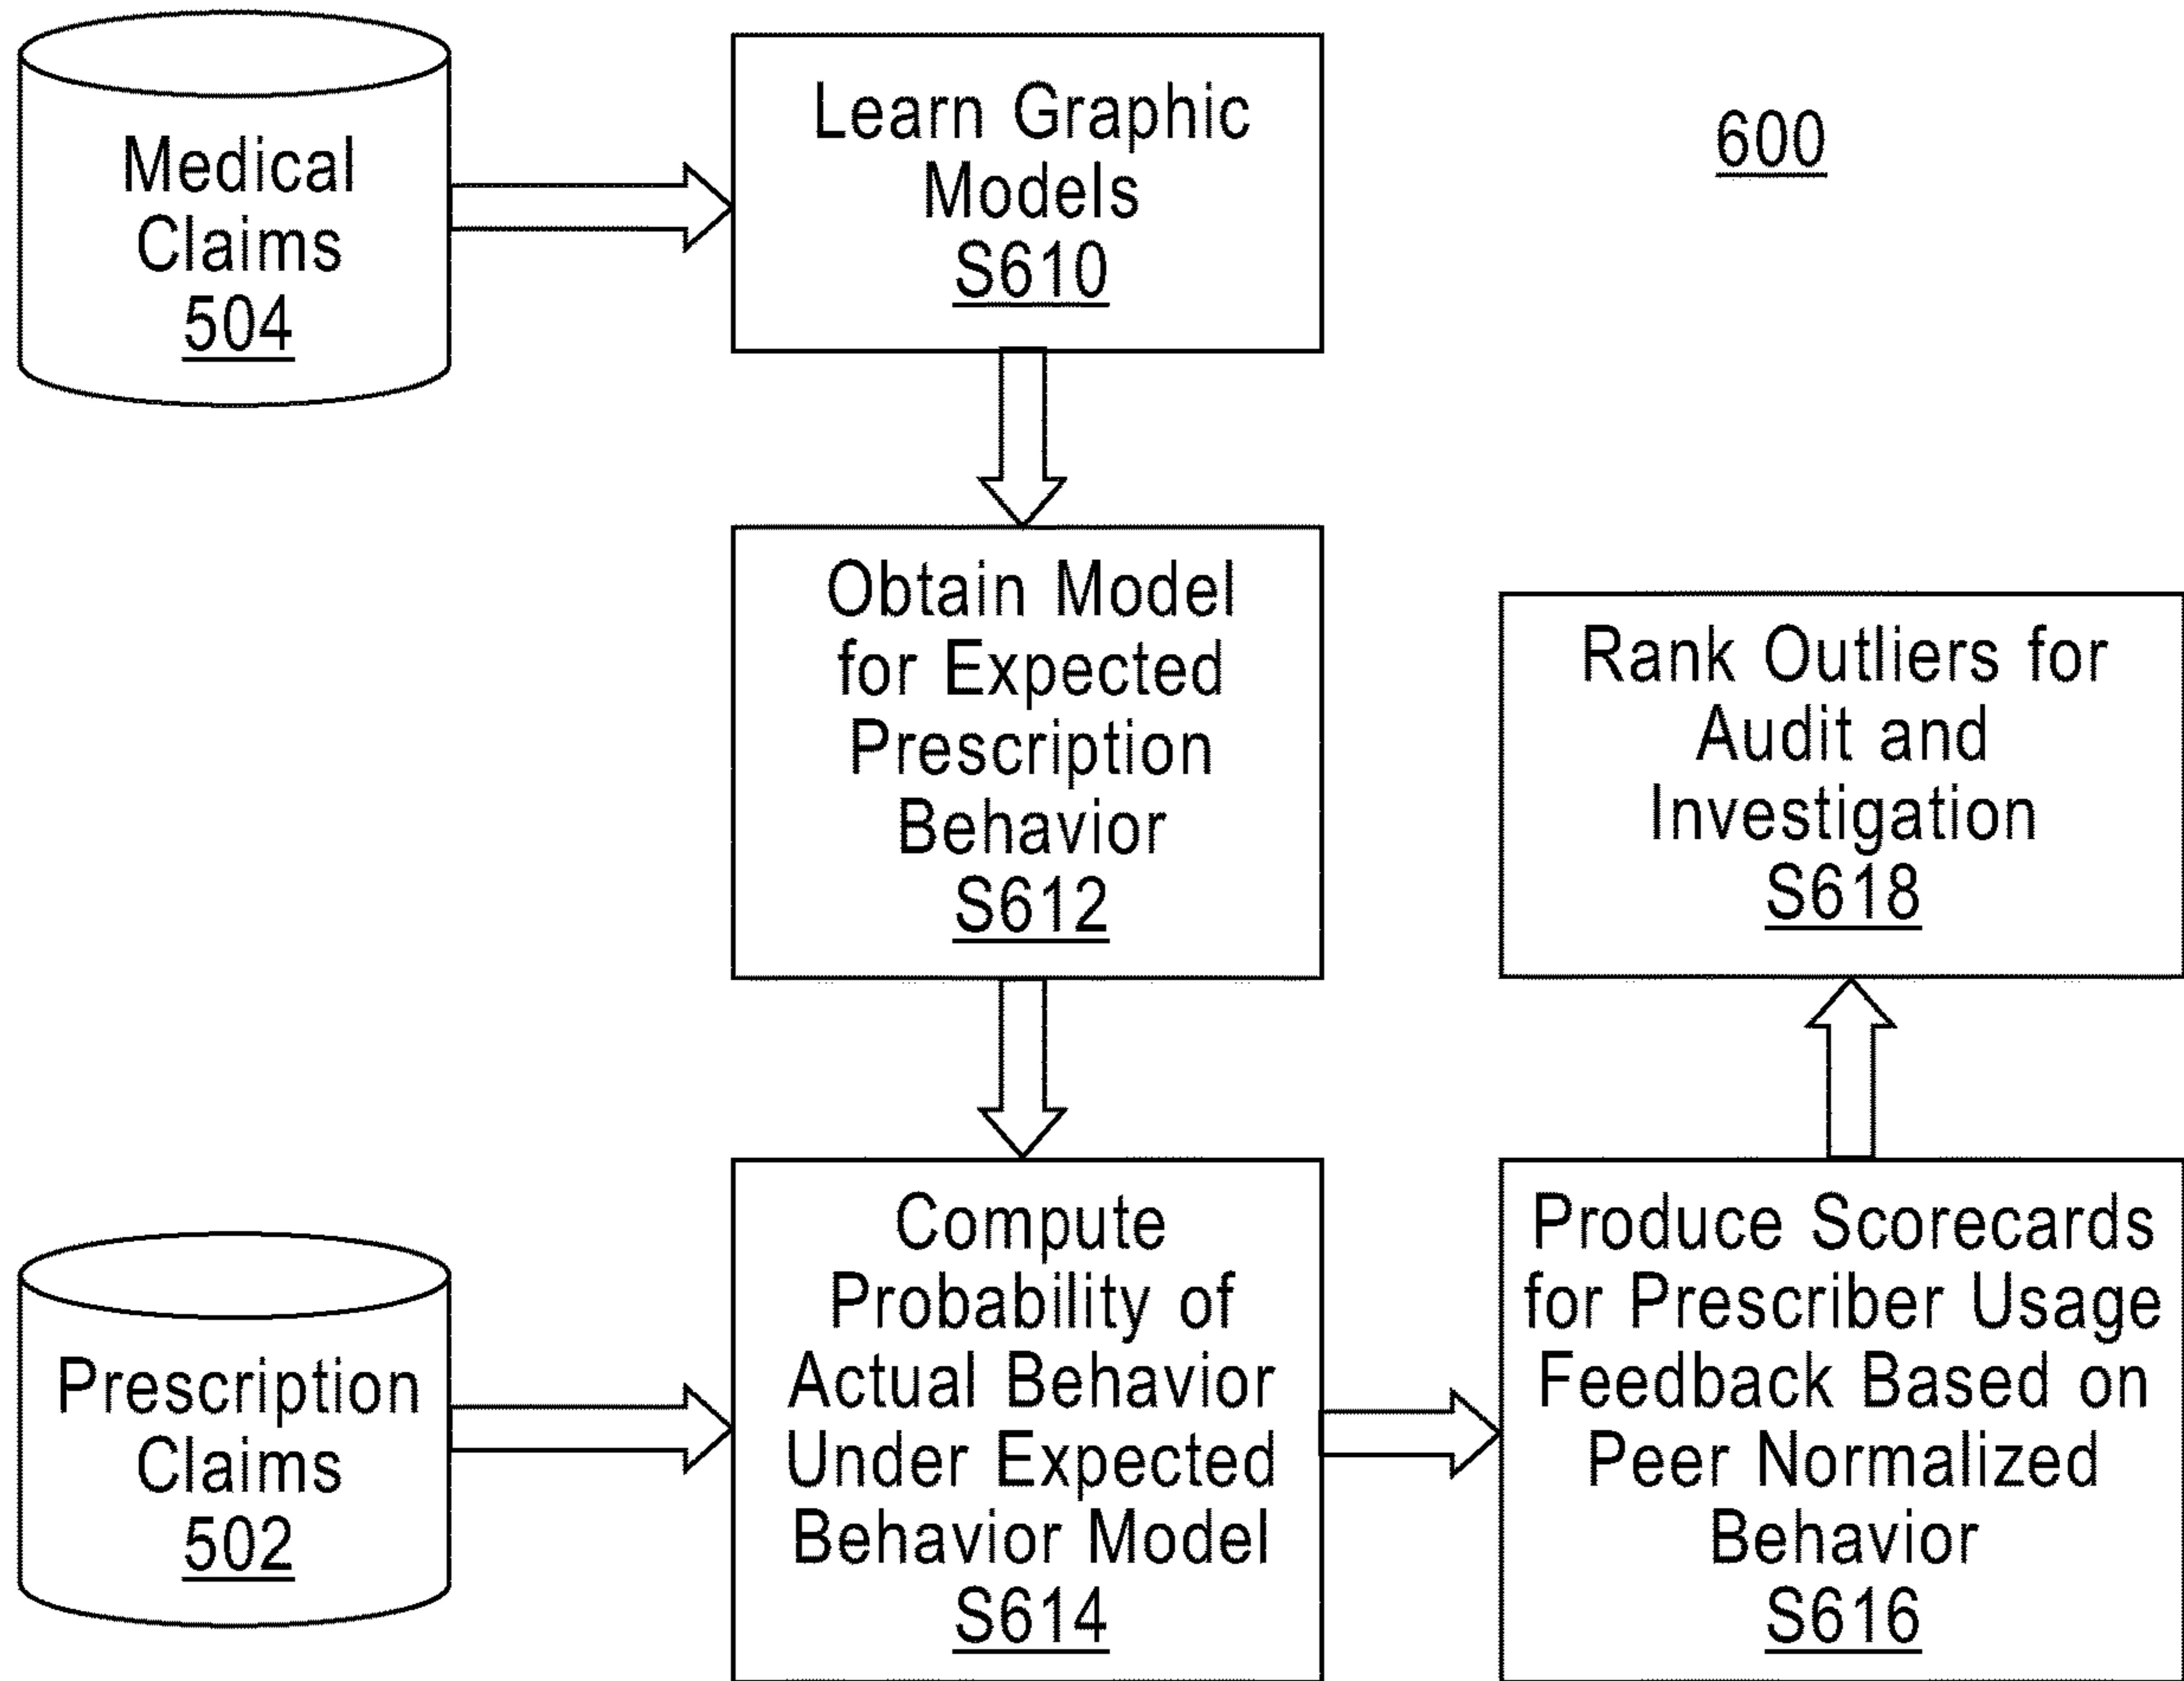 Medical
Claims
504
Learn Graphic
Models
S610
600
Obtain Model
for Expected
Prescription
Behavior
S612
Rank Outliers for
Audit and
Investigation
S618
Prescription
Claims
502
Compute
Probability of
Actual Behavior
Under Expected
Behavior Model
S614
Produce Scorecards
for Prescriber Usage
Feedback Based on
Peer Normalized
Behavior
S616